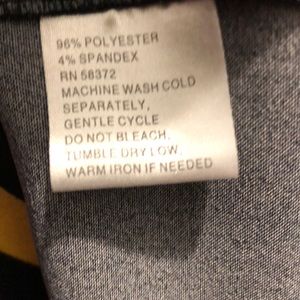 96% POLYESTER
4% SPANDEX
RN 58372
MACHINE WASH COLD
SEPARATELY,
GENTLE CYCLE
DO NOT BLEACH.
TUMBLE DRY LOW.
WARM IRON IF NEEDED